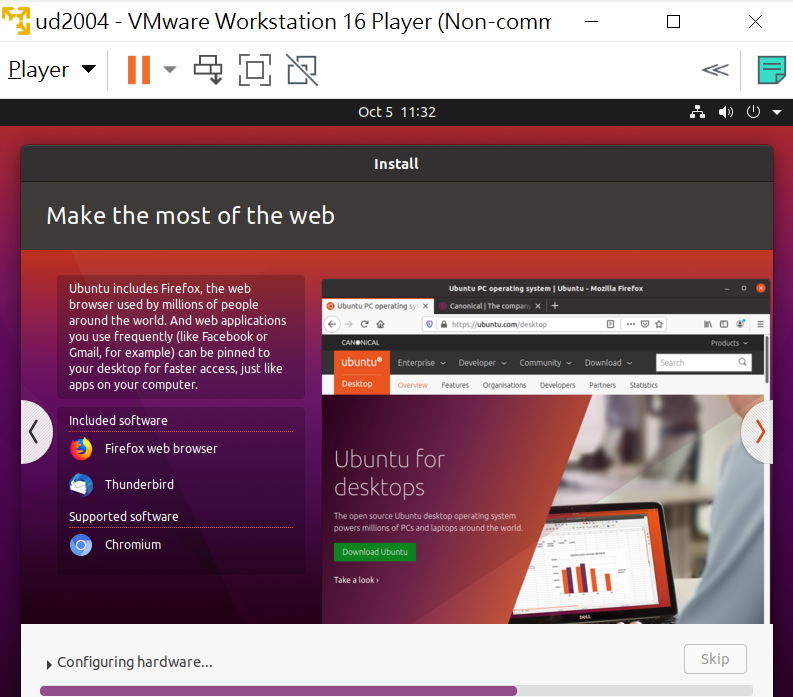 ud2004 - VMware Workstation 16 Player (Non-comm
Player
Oct 5 11:32
Install
Make the most of the web
Ubuntu includes Firefox, the web
browser used by millions of people
around the world. And web applications
you use frequently (like Facebook or
Gmail, for example) can be pinned to
your desktop for faster access, just like
apps on your computer.
Included software
Firefox web browser
Thunderbird
Supported software
Chromium
Ubuntu PC operating system | Ubuntu - Mozilla Firefox
Ubuntu PC operating sy
Canonical | The company
https://ubuntu.com/desktop
CANONICAL
Products
ubuntu
Enterprise
Developer
Community
Download
Search
Desktop
Overview
Features
Organisations
Developers
Partners
Statistics
Ubuntu for
desktops
The open source Ubuntu desktop operating system
powers millions of PCs and laptops around the world.
Download Ubuntu
Take a look ›
DELL
Configuring hardware...
Skip